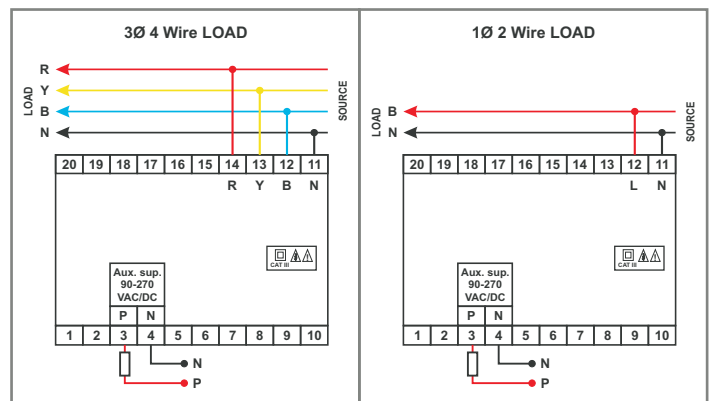 3Ø 4 Wire LOAD
R
Y
B
N
LOAD
SOURCE
20 19 18 17 16 15 14 13 12 11
R Y B N
CAT III
Aux. sup.
90-270
VAC/DC
P N
1 2 3 4 5 6 7 8 9 10
N
P
1Ø 2 Wire LOAD
B
N
LOAD
SOURCE
20 19 18 17 16 15 14 13 12 11
L N
CAT III
Aux. sup.
90-270
VAC/DC
P N
1 2 3 4 5 6 7 8 9 10
N
P